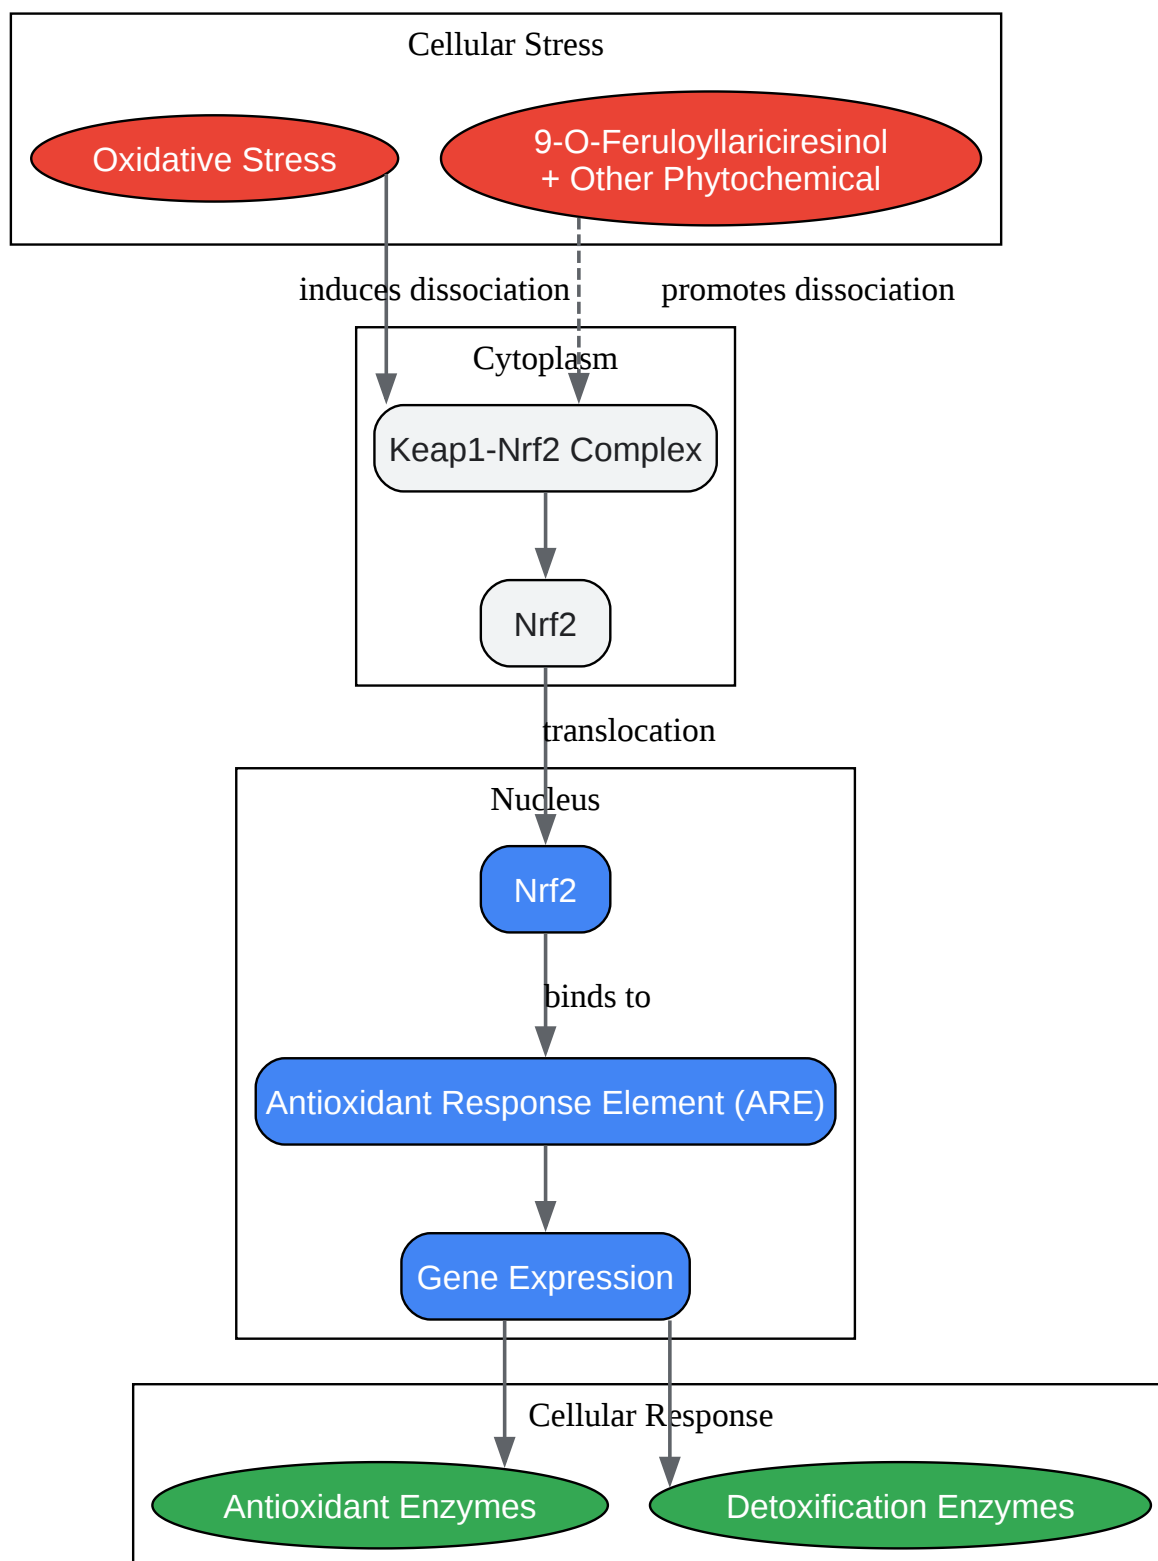 Cellular Stress
Oxidative Stress
9-O-Feruloyllariciresinol
+ Other Phytochemical
induces dissociation
promotes dissociation
Cytoplasm
Keap1-Nrf2 Complex
Nrf2
translocation
Nucleus
Nrf2
binds to
Antioxidant Response Element (ARE)
Gene Expression
Cellular Response
Antioxidant Enzymes
Detoxification Enzymes